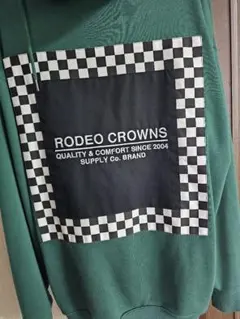 RODEO CROWNS
QUALITY & COMFORT SINCE 2004
SUPPLY Co. BRAND